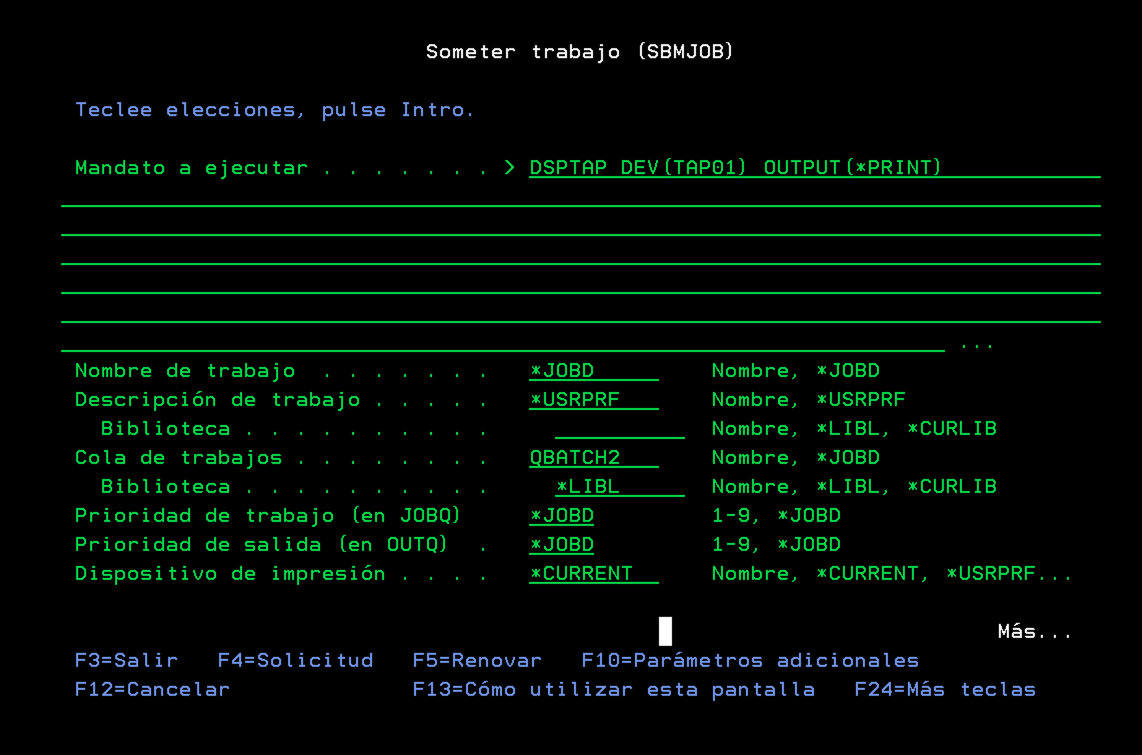 Someter trabajo (SBMJOB)
Teclee elecciones, pulse Intro.
Mandato a ejecutar . . . . . . . > DSPTAP DEV(TAP01) OUTPUT(*PRINT)
...
Nombre de trabajo . . . . . . . *JOBD Nombre, *JOBD
Descripción de trabajo . . . . . *USRPRF Nombre, *USRPRF
Biblioteca . . . . . . . . . . Nombre, *LIBL, *CURLIB
Cola de trabajos . . . . . . . . QBATCH2 Nombre, *JOBD
Biblioteca . . . . . . . . . . *LIBL Nombre, *LIBL, *CURLIB
Prioridad de trabajo (en JOBQ) *JOBD 1-9, *JOBD
Prioridad de salida (en OUTQ) . *JOBD 1-9, *JOBD
Dispositivo de impresión . . . . *CURRENT Nombre, *CURRENT, *USRPRF...
Más...
F3=Salir F4=Solicitud F5=Renovar F10=Parámetros adicionales
F12=Cancelar F13=Cómo utilizar esta pantalla F24=Más teclas